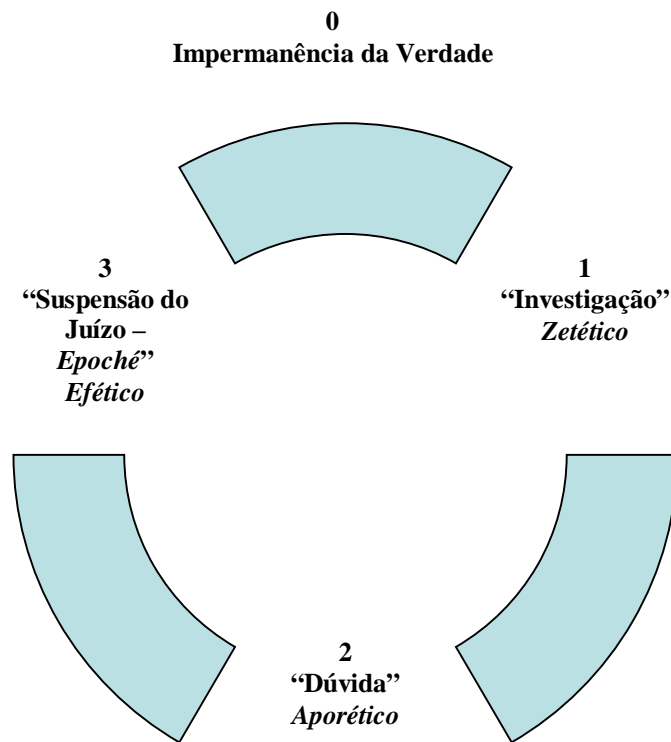 0
Impermanência da Verdade
1
“Investigação”
Zetético
2
“Dúvida”
Aporético
3
“Suspensão do
Juízo –
Epoché”
Efético